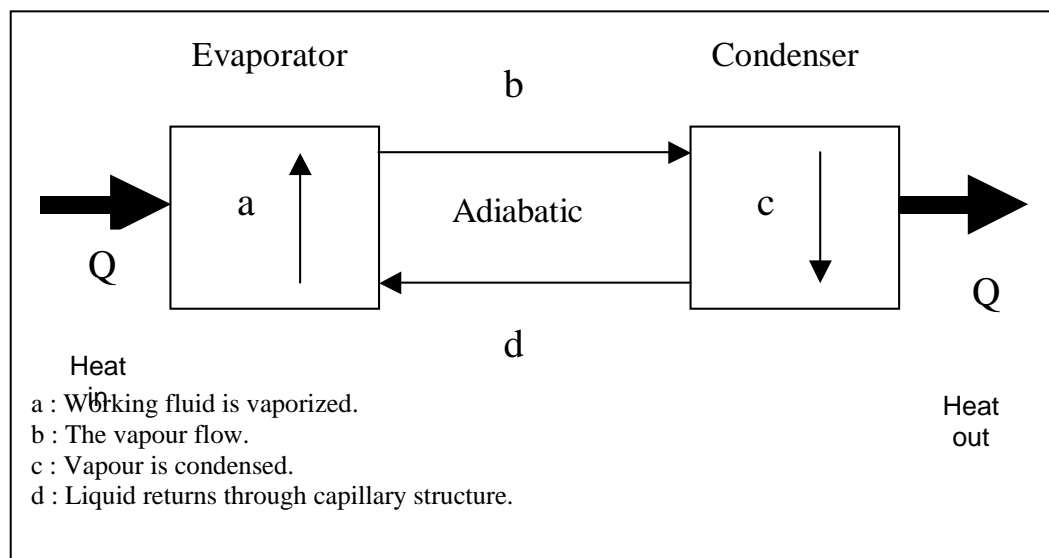 Evaporator
Condenser
b
a
Adiabatic
c
Q
Q
d
Heat
in
Heat
out
a : Working fluid is vaporized.
b : The vapour flow.
c : Vapour is condensed.
d : Liquid returns through capillary structure.